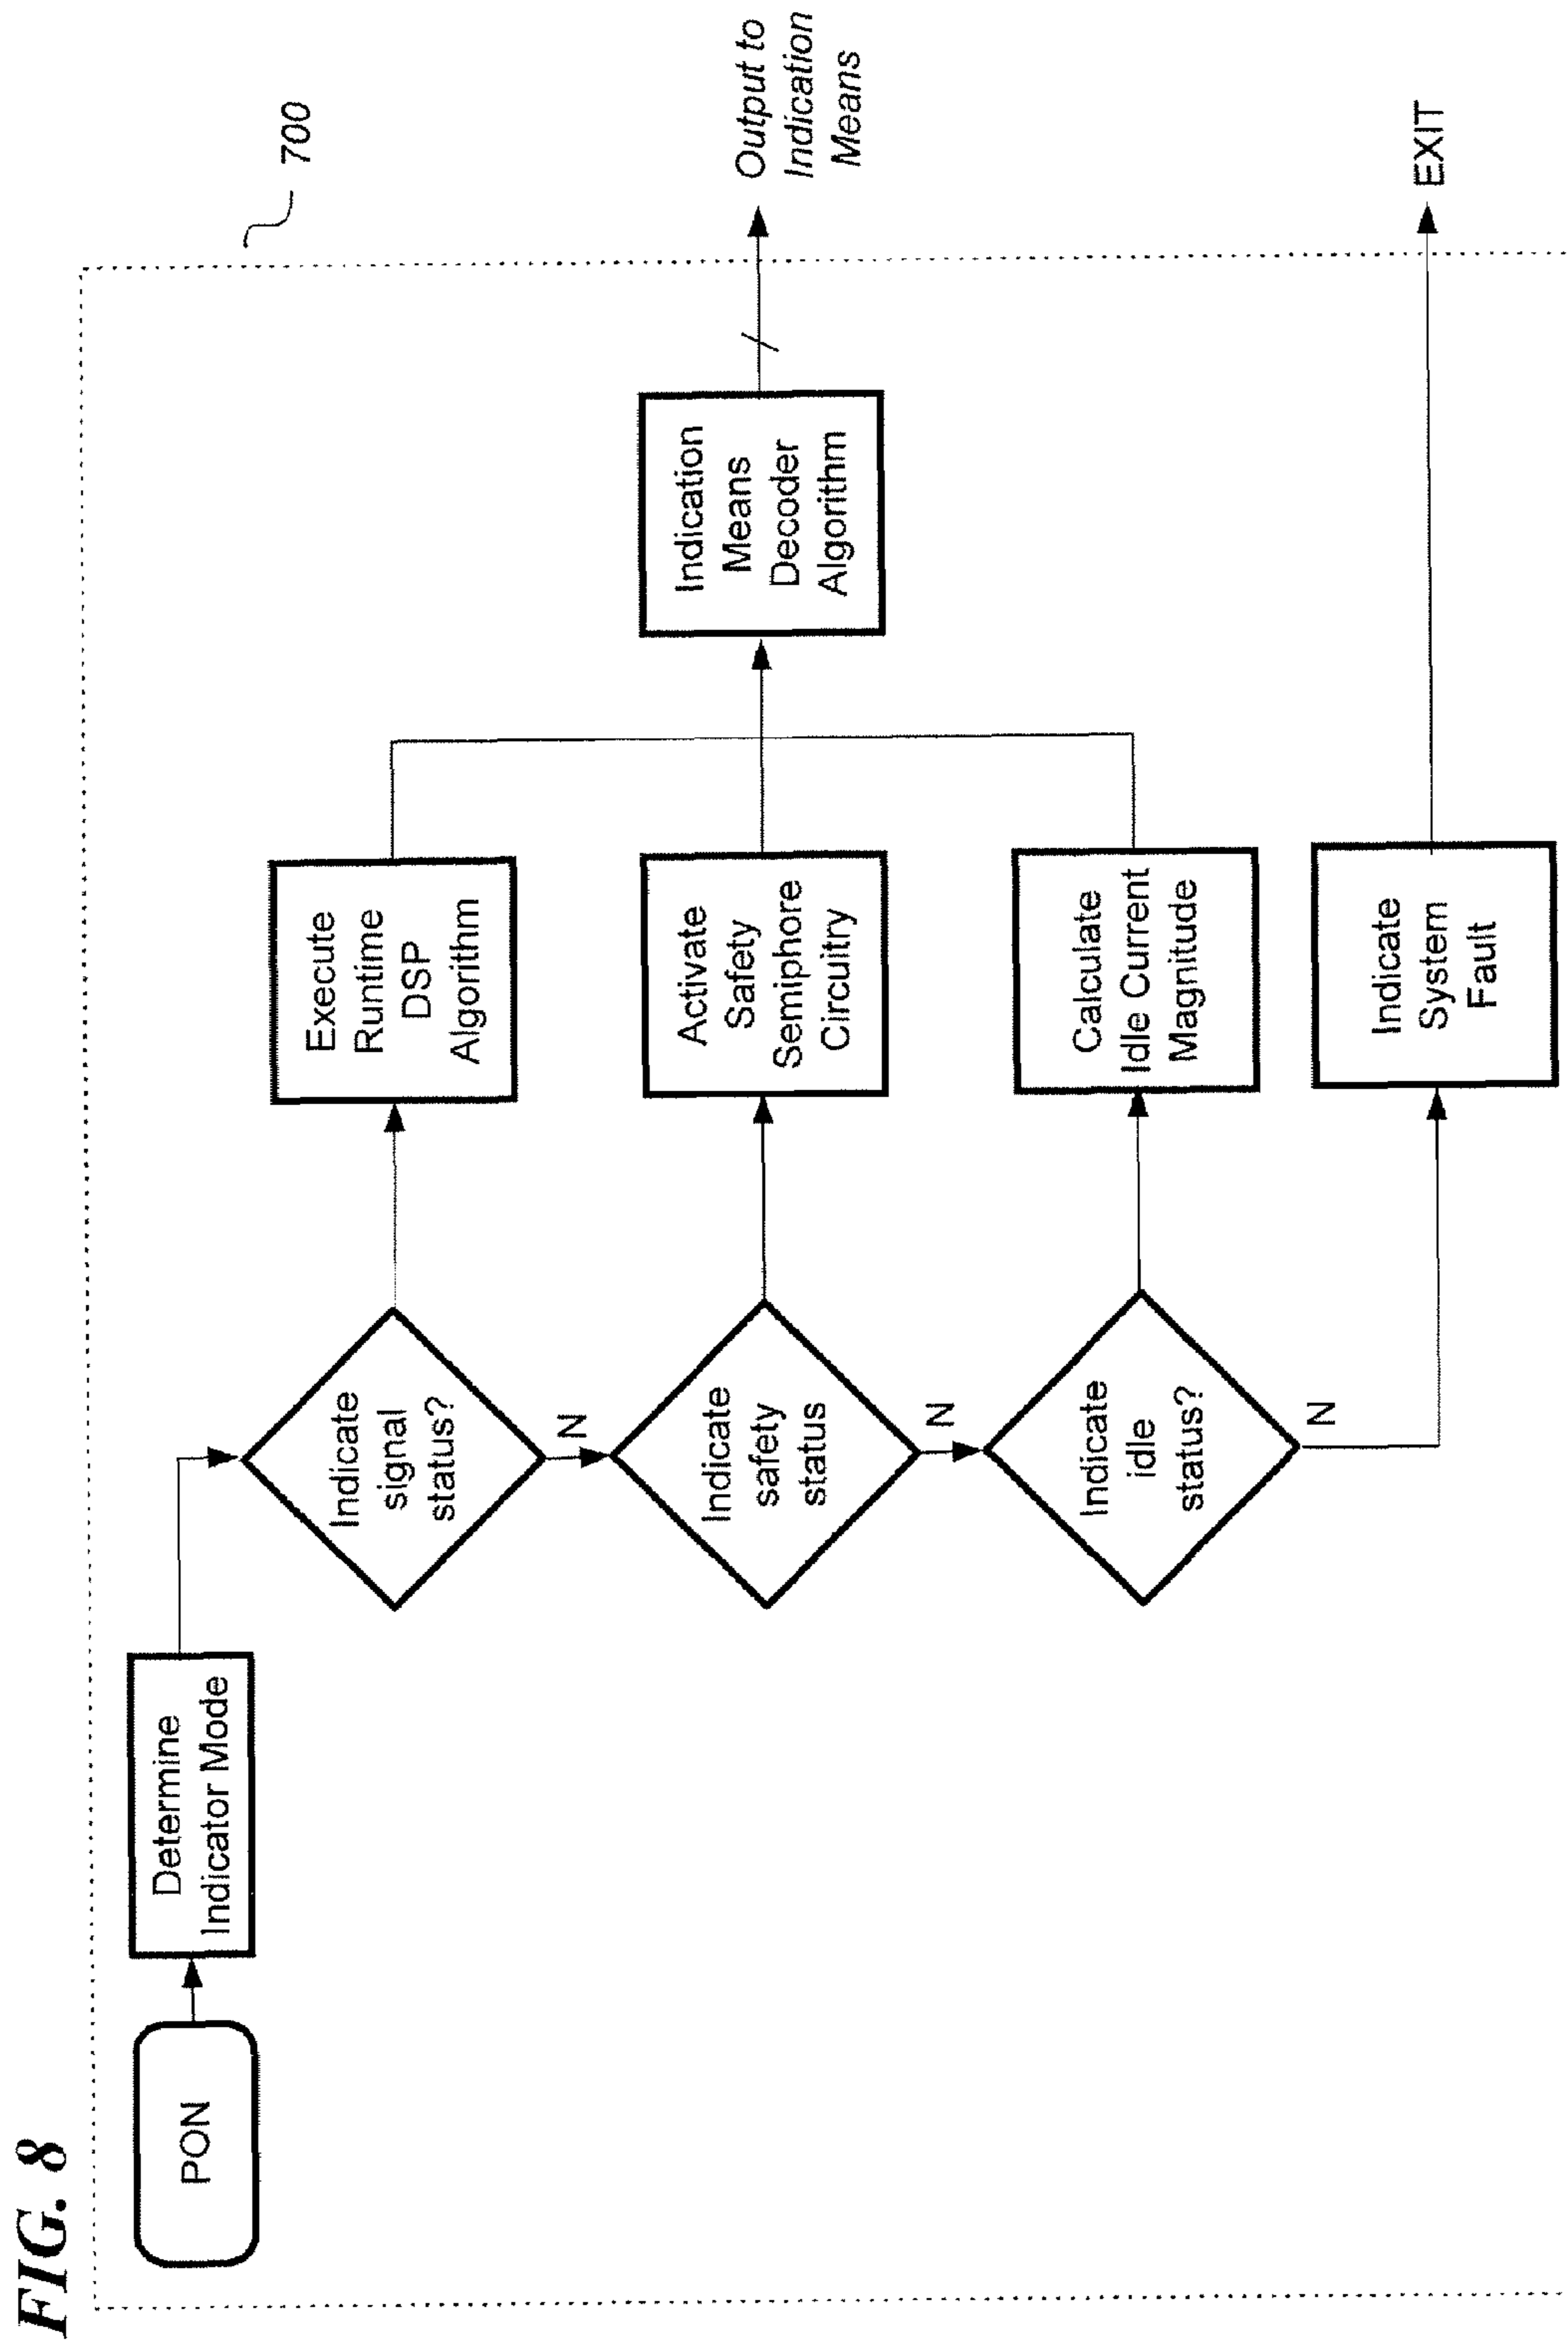 FIG. 8
700
PON
Determine
Indicator Mode
Indicate
signal
status?
Execute
Runtime
DSP
Algorithm
N
Indicate
safety
status
Activate
Safety
Semiphore
Circuitry
Indication
Means
Decoder
Algorithm
Output to
Indication
Means
N
Indicate
idle
status?
Calculate
Idle Current
Magnitude
N
Indicate
System
Fault
EXIT